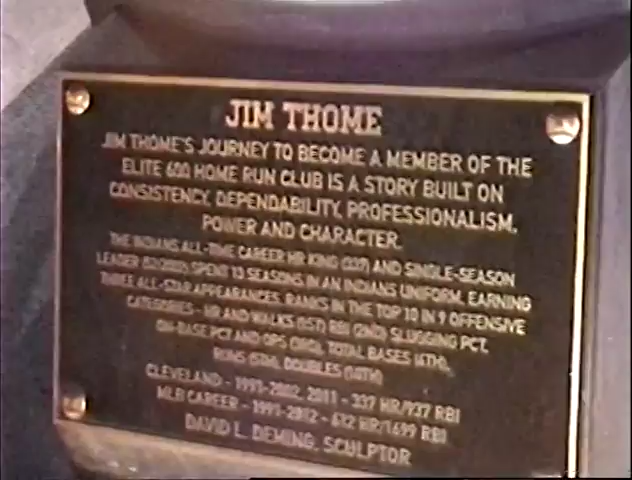 JIM THOME
JIM THOME'S JOURNEY TO BECOME A MEMBER OF THE
ELITE 600 HOME RUN CLUB IS A STORY BUILT ON
CONSISTENCY, DEPENDABILITY, PROFESSIONALISM,
POWER AND CHARACTER.
THE INDIANS ALL-TIME CAREER HR KING (337) AND SINGLE-SEASON
LEADER (52/2002) SPENT 13 SEASONS IN AN INDIANS UNIFORM, EARNING
THREE ALL-STAR APPEARANCES. RANKS IN THE TOP 10 IN 9 OFFENSIVE
CATEGORIES - HR AND WALKS (1ST) RBI (2ND) SLUGGING PCT,
ON-BASE PCT AND OPS (3RD), TOTAL BASES (4TH),
RUNS (5TH), DOUBLES (10TH)
CLEVELAND - 1991-2002, 2011 - 337 HR/937 RBI
MLB CAREER - 1991-2012 - 612 HR/1699 RBI
DAVID L. DEMING, SCULPTOR